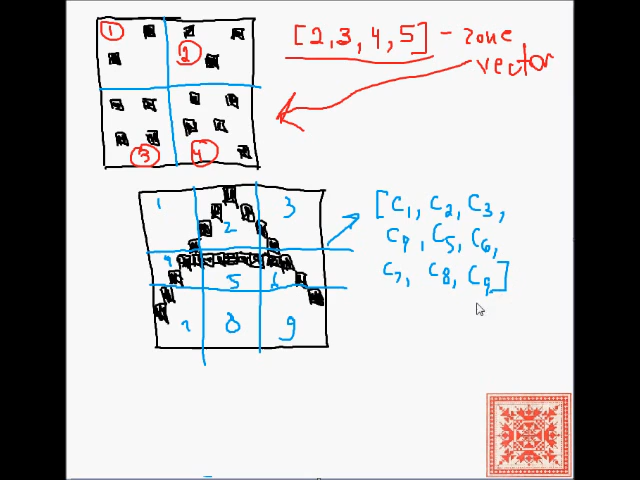 1
2
3
4
[2,3,4,5] - zone
vector
1
2
3
4
5
6
7
8
9
[C1, C2, C3,
C4, C5, C6,
C7, C8, C9]